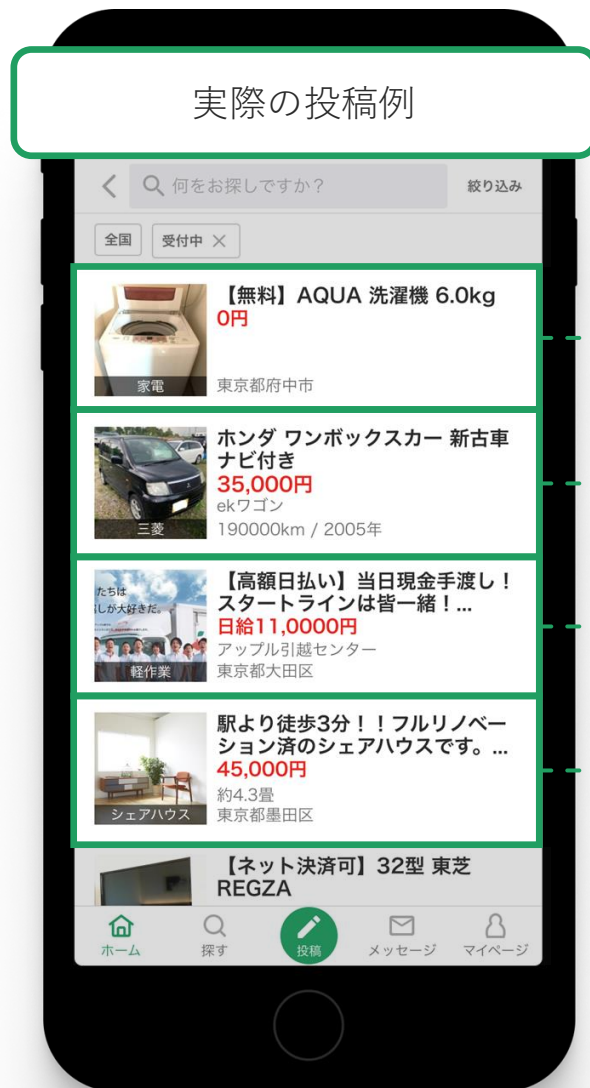 実際の投稿例
何をお探しですか？
絞り込み
全国
受付中
【無料】AQUA 洗濯機 6.0kg
0円
家電
東京都府中市
ホンダ ワンボックスカー 新古車
ナビ付き
35,000円
ekワゴン
三菱
190000km / 2005年
【高額日払い】当日現金手渡し！
スタートラインは皆一緒！...
日給11,0000円
アップル引越センター
東京都大田区
たちは
しが大好きだ。
軽作業
駅より徒歩3分！！フルリノベー
ション済のシェアハウスです。...
45,000円
約4.3畳
東京都墨田区
シェアハウス
【ネット決済可】32型 東芝
REGZA
ホーム
探す
投稿
メッセージ
マイページ